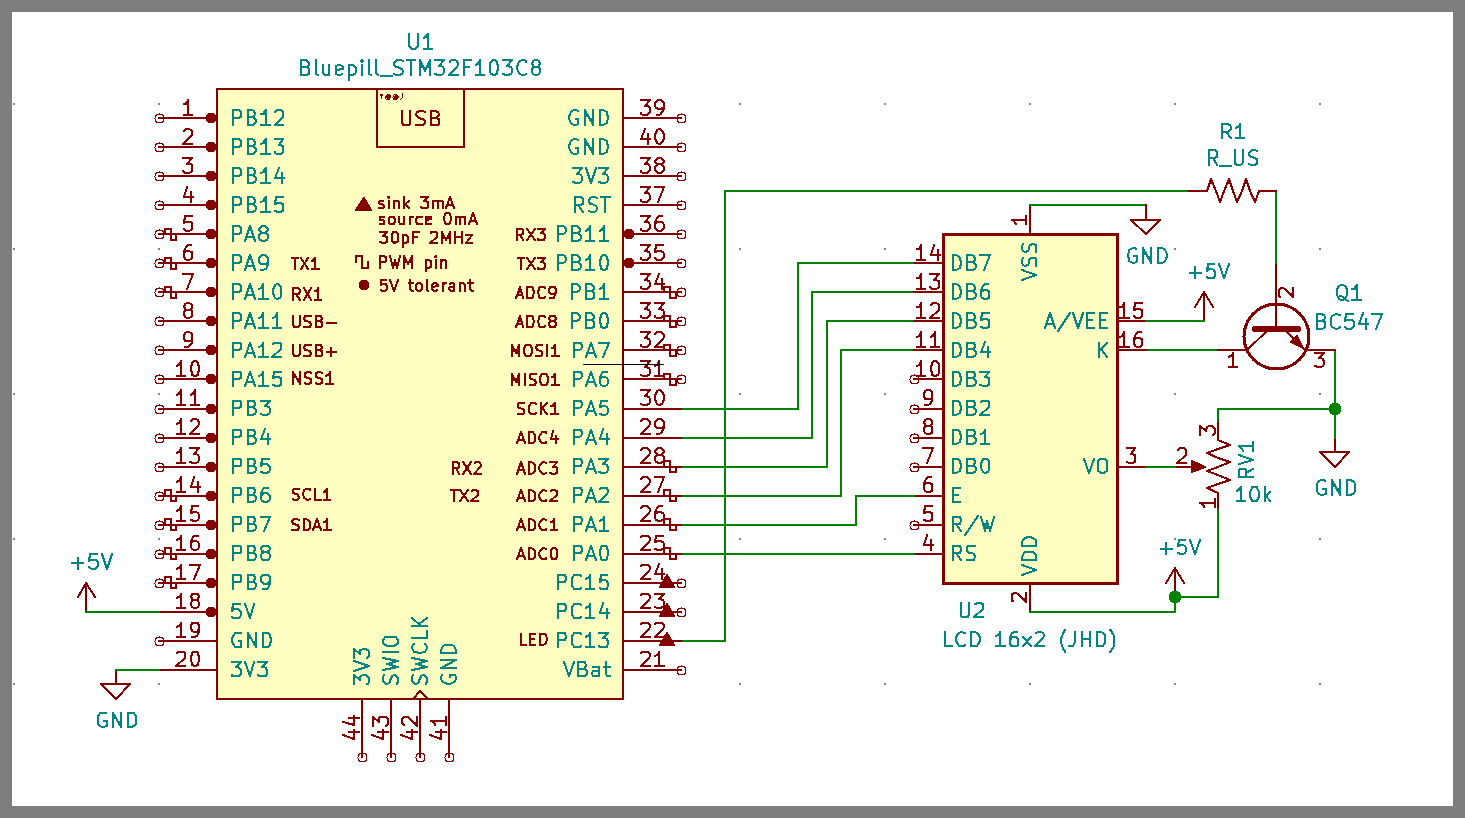 U1
Bluepill_STM32F103C8
USB
1 PB12
2 PB13
3 PB14
4 PB15
5 PA8
6 PA9 TX1
7 PA10 RX1
8 PA11 USB-
9 PA12 USB+
10 PA15 NSS1
11 PB3
12 PB4
13 PB5
14 PB6 SCL1
15 PB7 SDA1
16 PB8
17 PB9
+5V
18 5V
19 GND
20 3V3
GND
sink 3mA
source 0mA
30pF 2MHz
PWM pin
5V tolerant
RX2
TX2
GND 39
GND 40
3V3 38
RST 37
RX3 PB11 36
TX3 PB10 35
ADC9 PB1 34
ADC8 PB0 33
MOSI1 PA7 32
MISO1 PA6 31
SCK1 PA5 30
ADC4 PA4 29
ADC3 PA3 28
ADC2 PA2 27
ADC1 PA1 26
ADC0 PA0 25
PC15 24
PC14 23
LED PC13 22
VBat 21
3V3 SWIO SWCLK GND
44 43 42 41
R1
R_US
1
VSS
GND
14 DB7
13 DB6
12 DB5
11 DB4
10 DB3
9 DB2
8 DB1
7 DB0
6 E
5 R/W
4 RS
+5V
A/VEE 15
K 16
VO 3
VDD
2
U2
LCD 16x2 (JHD)
Q1
BC547
2
1
3
3
2
1
RV1
10k
GND
+5V